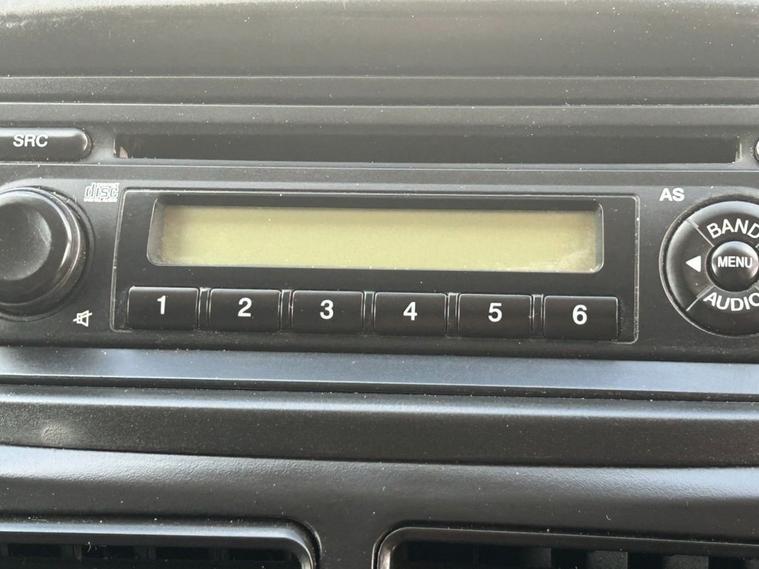 SRC
disc
AS
BAND
MENU
AUDIO
1 2 3 4 5 6